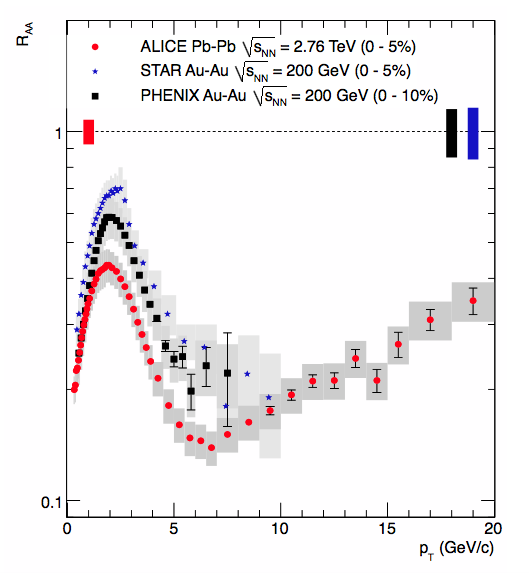 R_AA
ALICE Pb-Pb √s_NN = 2.76 TeV (0 - 5%)
STAR Au-Au √s_NN = 200 GeV (0 - 5%)
PHENIX Au-Au √s_NN = 200 GeV (0 - 10%)
1
0.1
0 5 10 15 20
p_T (GeV/c)